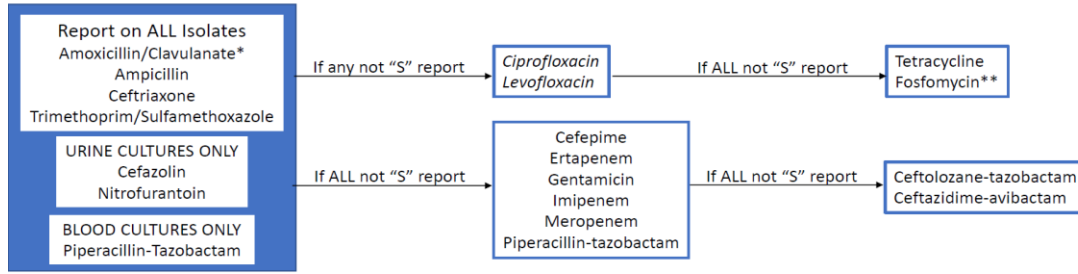 Report on ALL Isolates
Amoxicillin/Clavulanate*
Ampicillin
Ceftriaxone
Trimethoprim/Sulfamethoxazole
URINE CULTURES ONLY
Cefazolin
Nitrofurantoin
BLOOD CULTURES ONLY
Piperacillin-Tazobactam
If any not “S” report
Ciprofloxacin
Levofloxacin
If ALL not “S” report
Tetracycline
Fosfomycin**
If ALL not “S” report
Cefepime
Ertapenem
Gentamicin
Imipenem
Meropenem
Piperacillin-tazobactam
If ALL not “S” report
Ceftolozane-tazobactam
Ceftazidime-avibactam